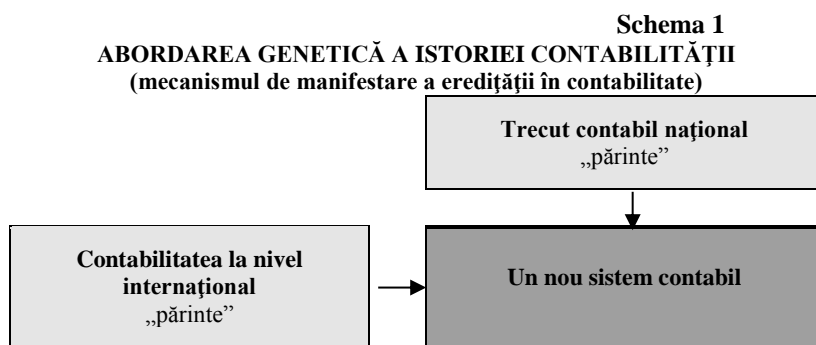 Schema 1
ABORDAREA GENETICĂ A ISTORIEI CONTABILITĂŢII
(mecanismul de manifestare a eredităţii în contabilitate)
Trecut contabil naţional
„părinte”
Contabilitatea la nivel
internaţional
„părinte”
Un nou sistem contabil